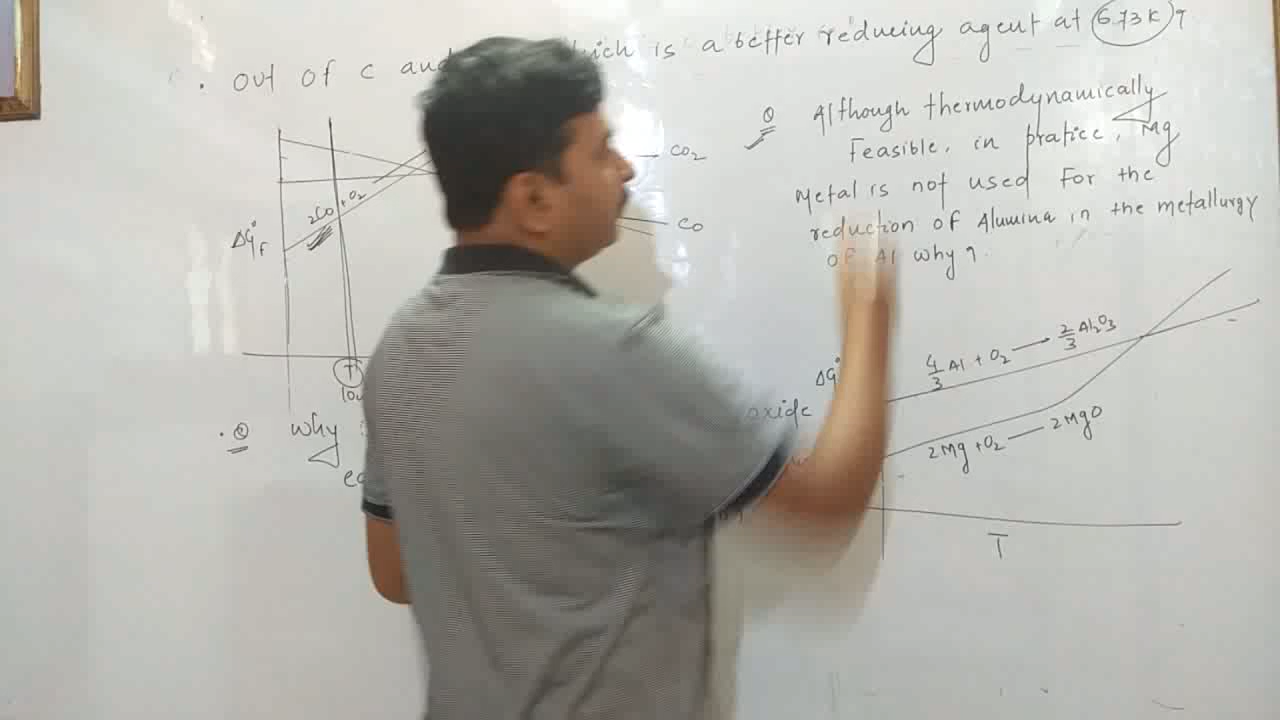 . out of c and
hich is a better reducing agent at 673K ?
CO2
CO
2CO + O2
ΔG°f
T
. Q why
Q Although thermodynamically
Feasible, in pratice, Mg
Metal is not used For the
reduction of Alumina in the metallurgy
of Al why ?
ΔG°
4/3 Al + O2 → 2/3 Al2O3
2Mg + O2 — 2MgO
oxide
T